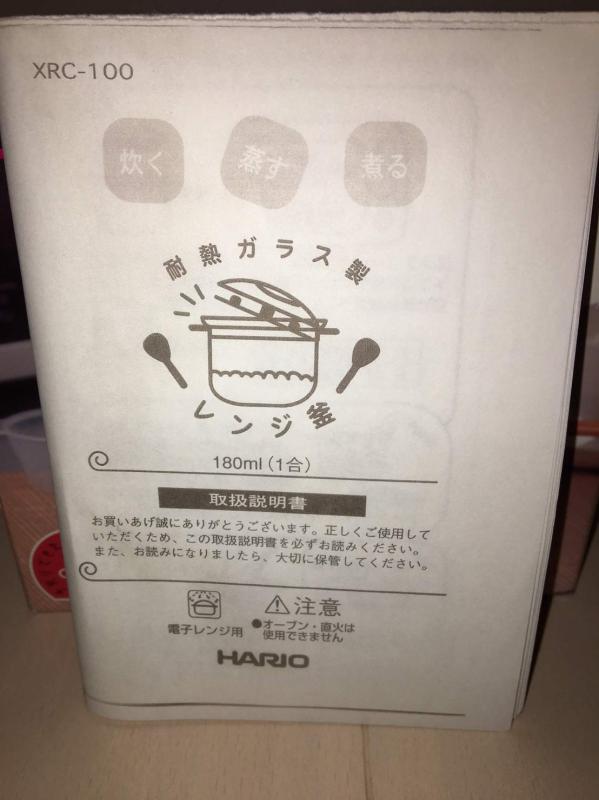 XRC-100
炊く 蒸す 煮る
耐熱ガラス製
レンジ釜
180ml(1合)
取扱説明書
お買いあげ誠にありがとうございます。正しくご使用して
いただくため、この取扱説明書を必ずお読みください。
また、お読みになりましたら、大切に保管してください。
電子レンジ用
⚠注意
●オーブン・直火は
使用できません
HARIO